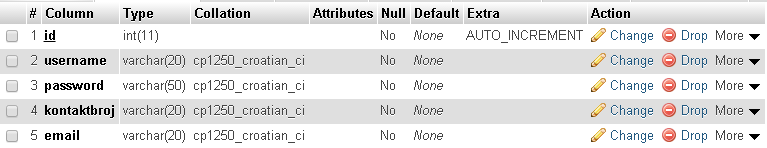 # Column Type Collation Attributes Null Default Extra Action
1 id int(11) No None AUTO_INCREMENT Change Drop More
2 username varchar(20) cp1250_croatian_ci No None Change Drop More
3 password varchar(50) cp1250_croatian_ci No None Change Drop More
4 kontaktbroj varchar(20) cp1250_croatian_ci No None Change Drop More
5 email varchar(20) cp1250_croatian_ci No None Change Drop More